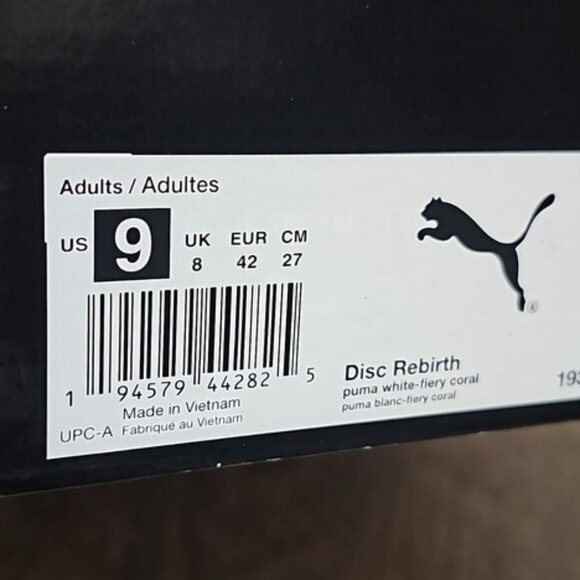 Adults / Adultes
US 9 UK 8 EUR 42 CM 27
1 94579 44282 5
Made in Vietnam
UPC-A Fabriqué au Vietnam
Disc Rebirth
puma white-fiery coral
puma blanc-fiery coral
193